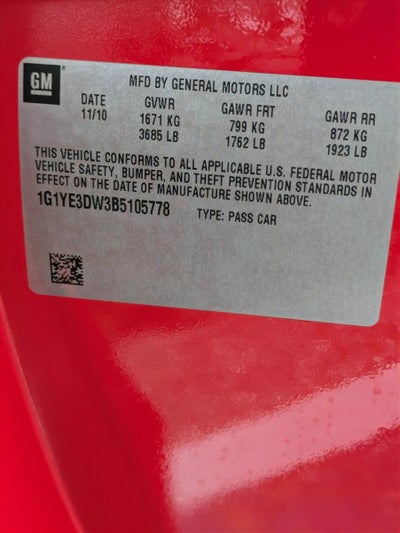 GM
MFD BY GENERAL MOTORS LLC
DATE GVWR GAWR FRT GAWR RR
11/10 1671 KG 799 KG 872 KG
3685 LB 1762 LB 1923 LB
THIS VEHICLE CONFORMS TO ALL APPLICABLE U.S. FEDERAL MOTOR
VEHICLE SAFETY, BUMPER, AND THEFT PREVENTION STANDARDS IN
EFFECT ON THE DATE OF MANUFACTURE SHOWN ABOVE.
1G1YE3DW3B5105778 TYPE: PASS CAR